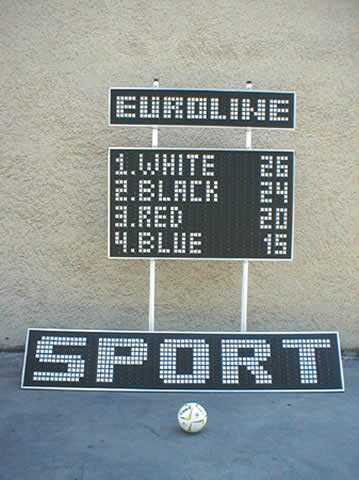 EUROLINE
1.WHITE 26
2.BLACK 24
3.RED 20
4.BLUE 15
SPORT